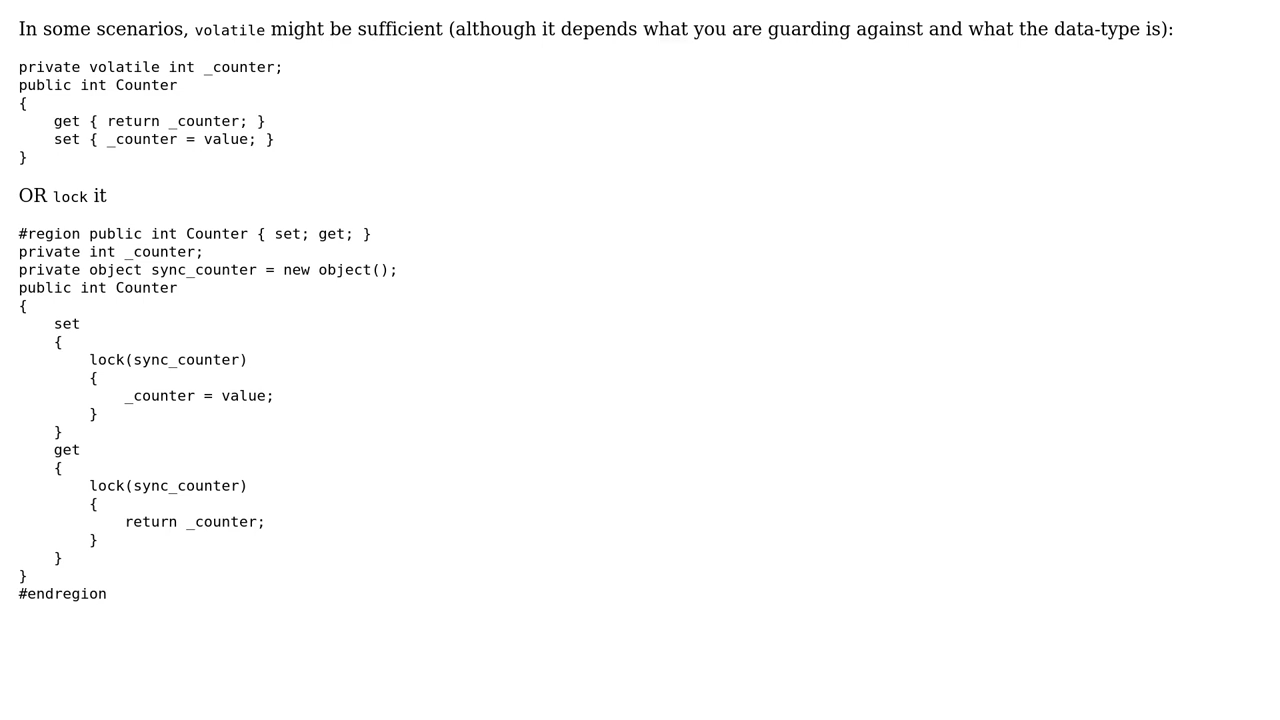 In some scenarios, volatile might be sufficient (although it depends what you are guarding against and what the data-type is):
private volatile int _counter;
public int Counter
{
    get { return _counter; }
    set { _counter = value; }
}
OR lock it
#region public int Counter { set; get; }
private int _counter;
private object sync_counter = new object();
public int Counter
{
    set
    {
        lock(sync_counter)
        {
            _counter = value;
        }
    }
    get
    {
        lock(sync_counter)
        {
            return _counter;
        }
    }
}
#endregion